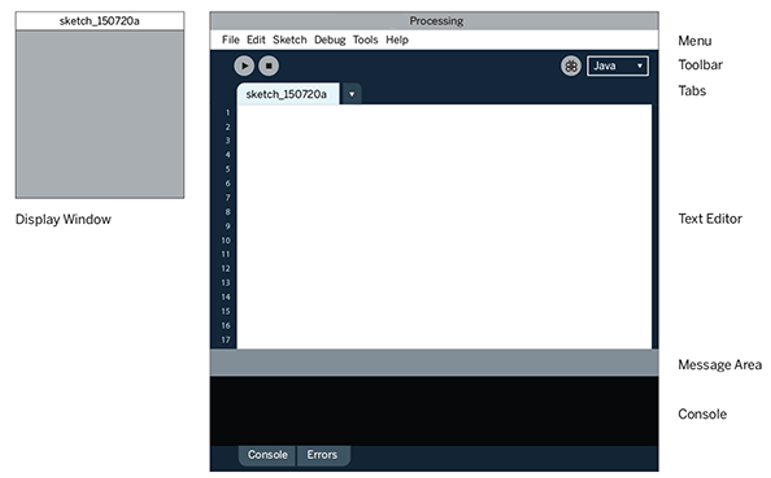 sketch_150720a
Display Window
Processing
File Edit Sketch Debug Tools Help
Menu
Java
Toolbar
sketch_150720a
Tabs
1
2
3
4
5
6
7
8
9
10
11
12
13
14
15
16
17
Text Editor
Message Area
Console
Console Errors